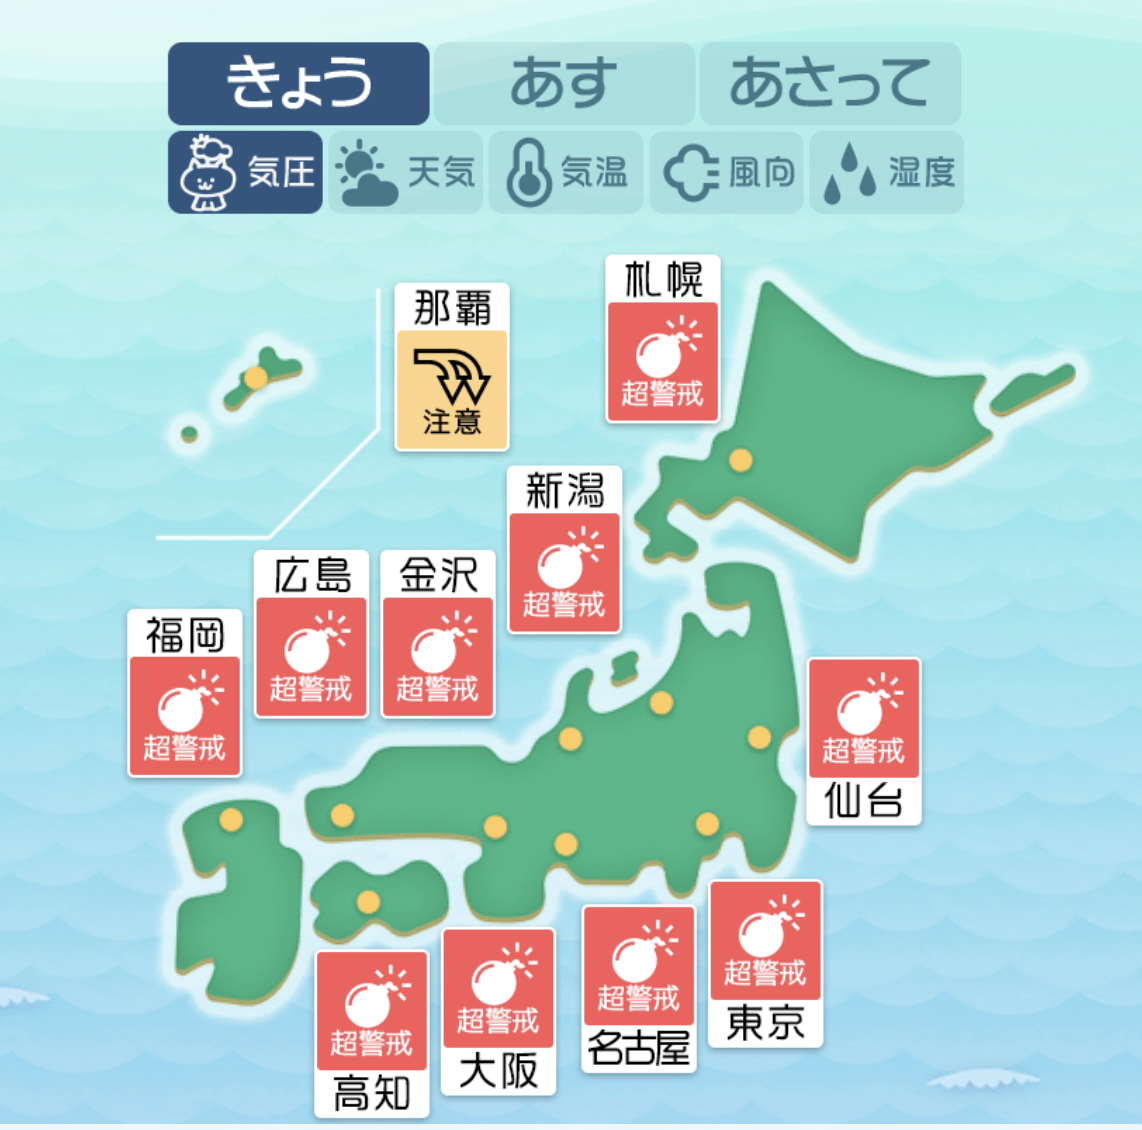 きょう
あす
あさって
気圧
天気
気温
風向
湿度
札幌
超警戒
那覇
注意
新潟
超警戒
広島
超警戒
金沢
超警戒
福岡
超警戒
超警戒
仙台
超警戒
東京
超警戒
名古屋
超警戒
大阪
超警戒
高知